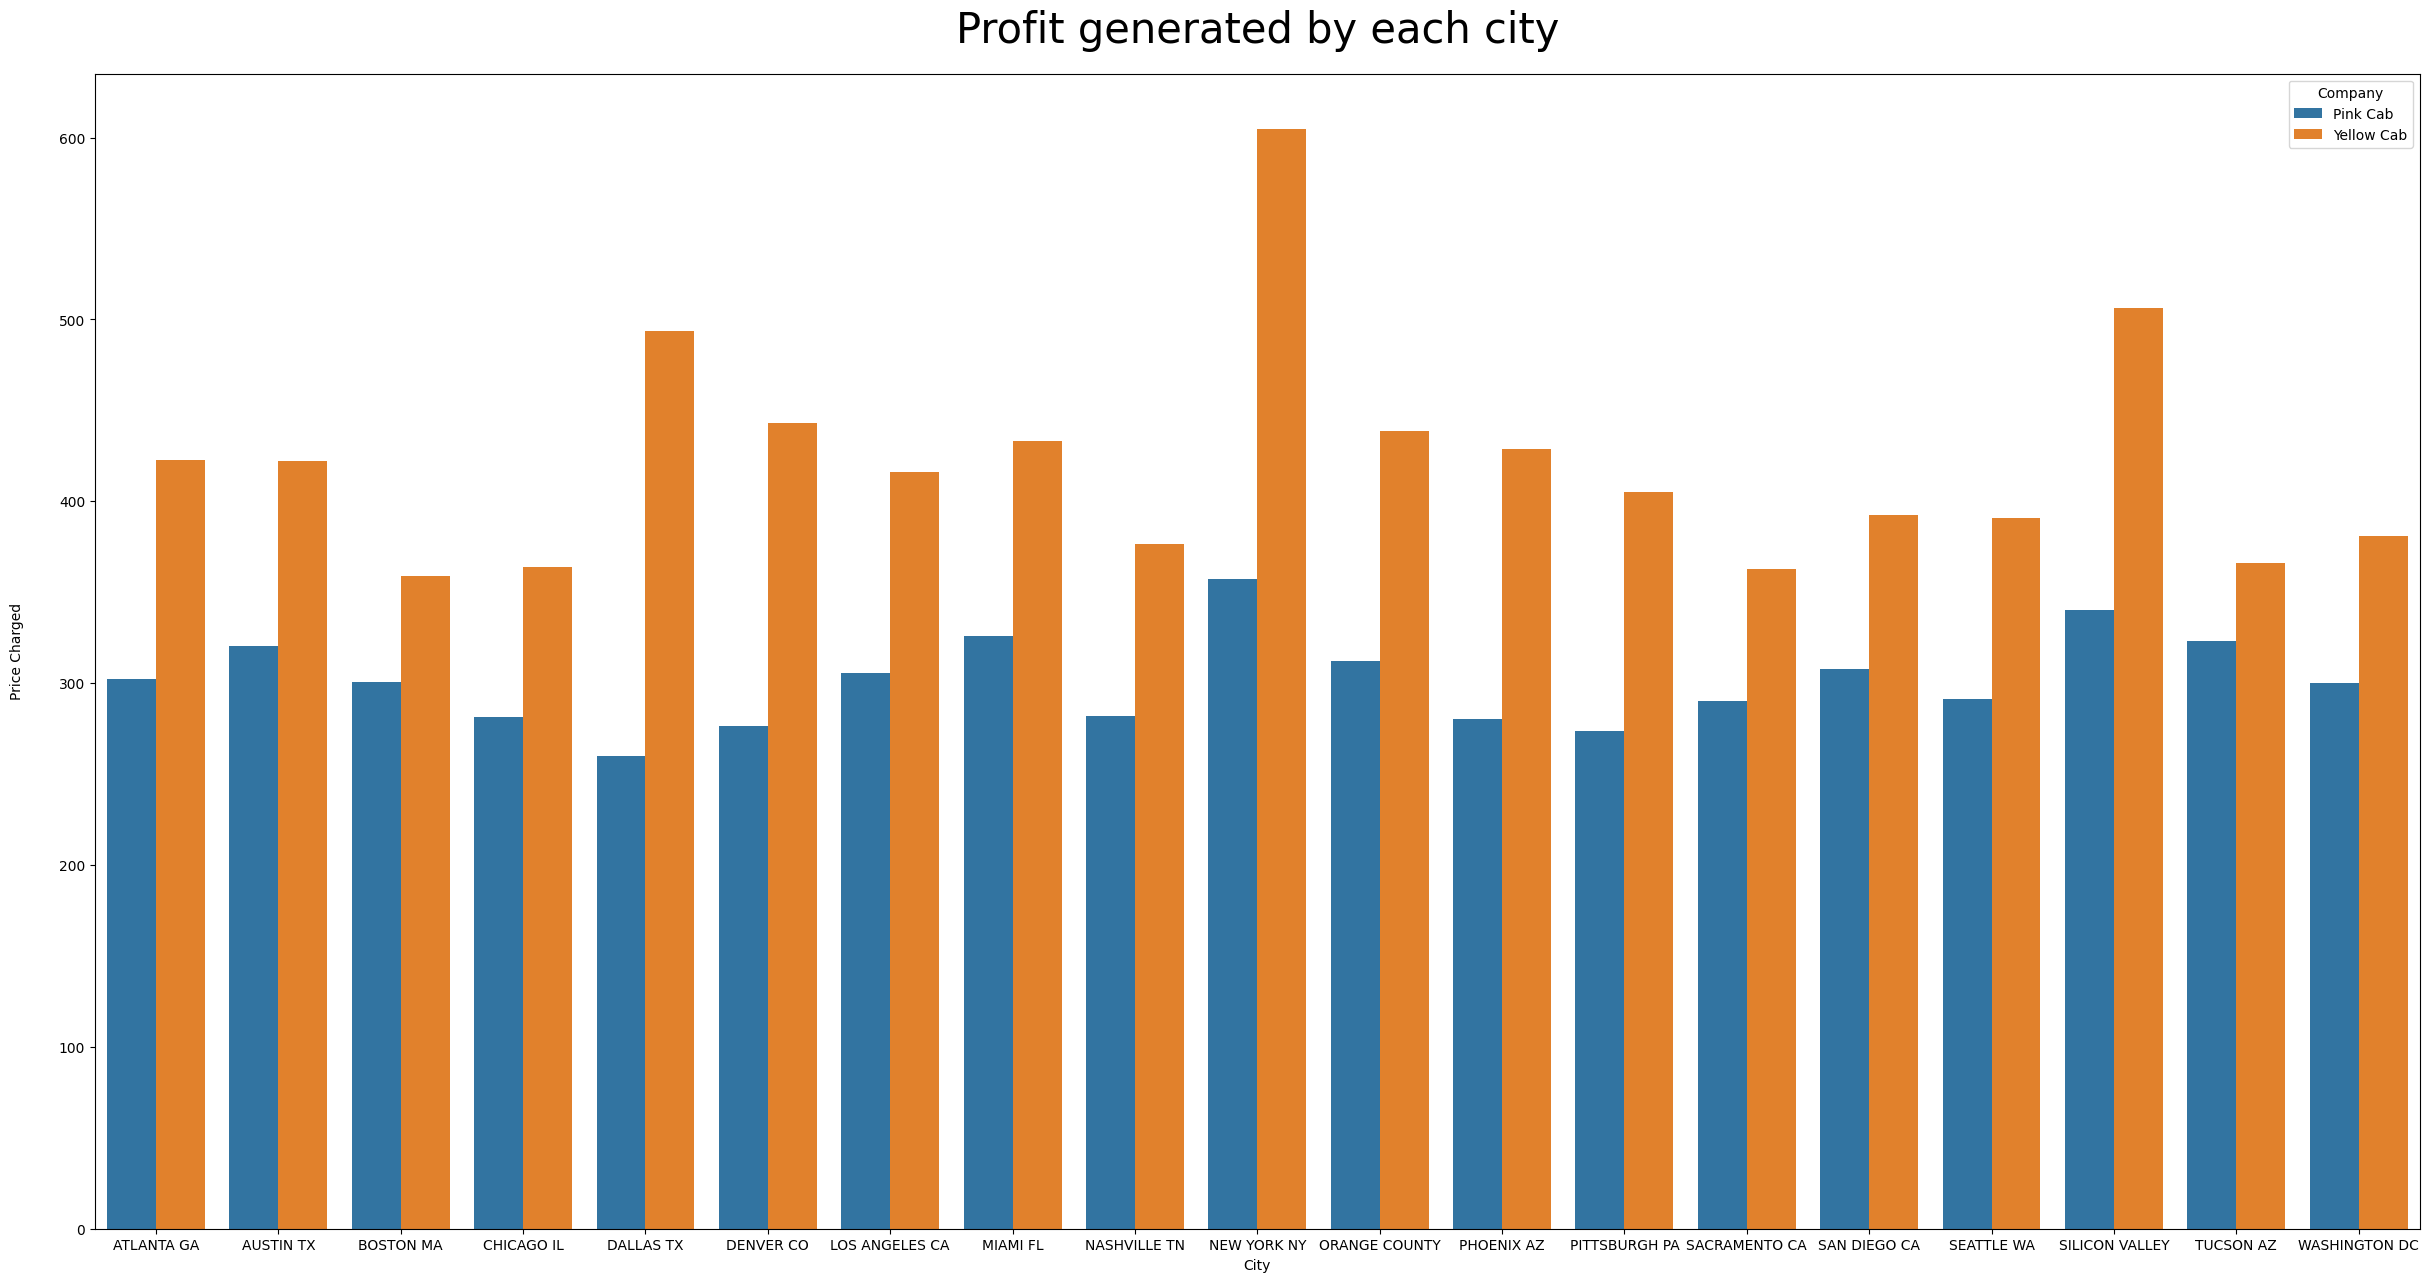 Profit generated by each city
Company
Pink Cab
Yellow Cab
600
500
400
300
200
100
0
Price Charged
ATLANTA GA AUSTIN TX BOSTON MA CHICAGO IL DALLAS TX DENVER CO LOS ANGELES CA MIAMI FL NASHVILLE TN NEW YORK NY ORANGE COUNTY PHOENIX AZ PITTSBURGH PA SACRAMENTO CA SAN DIEGO CA SEATTLE WA SILICON VALLEY TUCSON AZ WASHINGTON DC
City